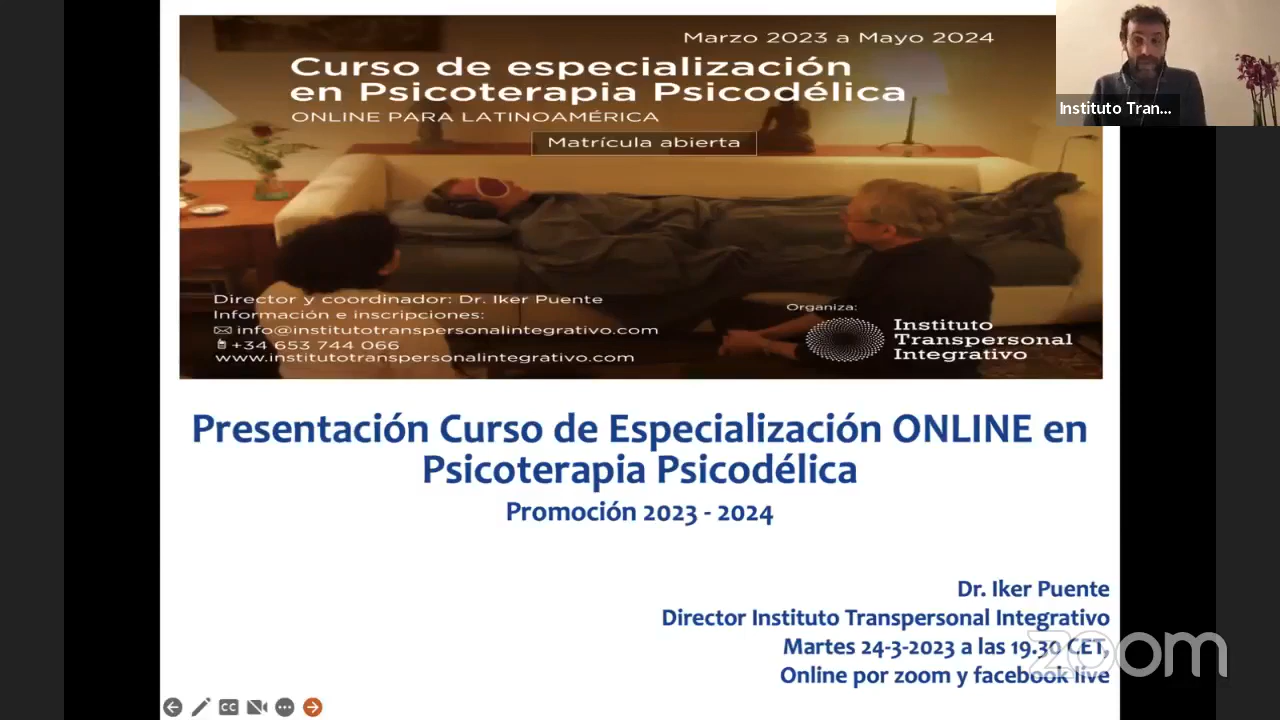 Marzo 2023 a Mayo 2024
Curso de especialización
en Psicoterapia Psicodélica
ONLINE PARA LATINOAMÉRICA
Matrícula abierta
Director y coordinador: Dr. Iker Puente
Información e inscripciones:
info@institutotranspersonalintegrativo.com
+34 653 744 066
www.institutotranspersonalintegrativo.com
Organiza:
Instituto
Transpersonal
Integrativo
Instituto Tran...
Presentación Curso de Especialización ONLINE en
Psicoterapia Psicodélica
Promoción 2023 - 2024
Dr. Iker Puente
Director Instituto Transpersonal Integrativo
Martes 24-3-2023 a las 19.30 CET,
Online por zoom y facebook live
zoom
CC